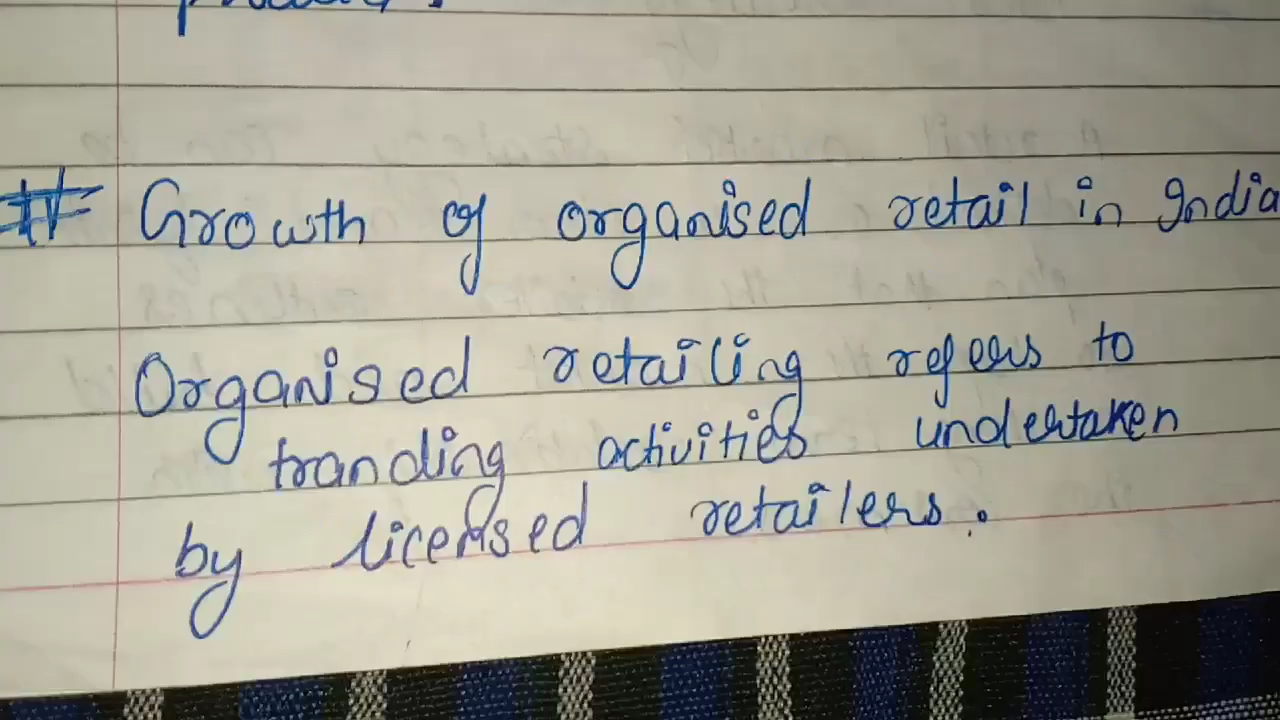 # Growth of organised retail in India
Organised retailing refers to
tranding activities undertaken
by licensed retailers.